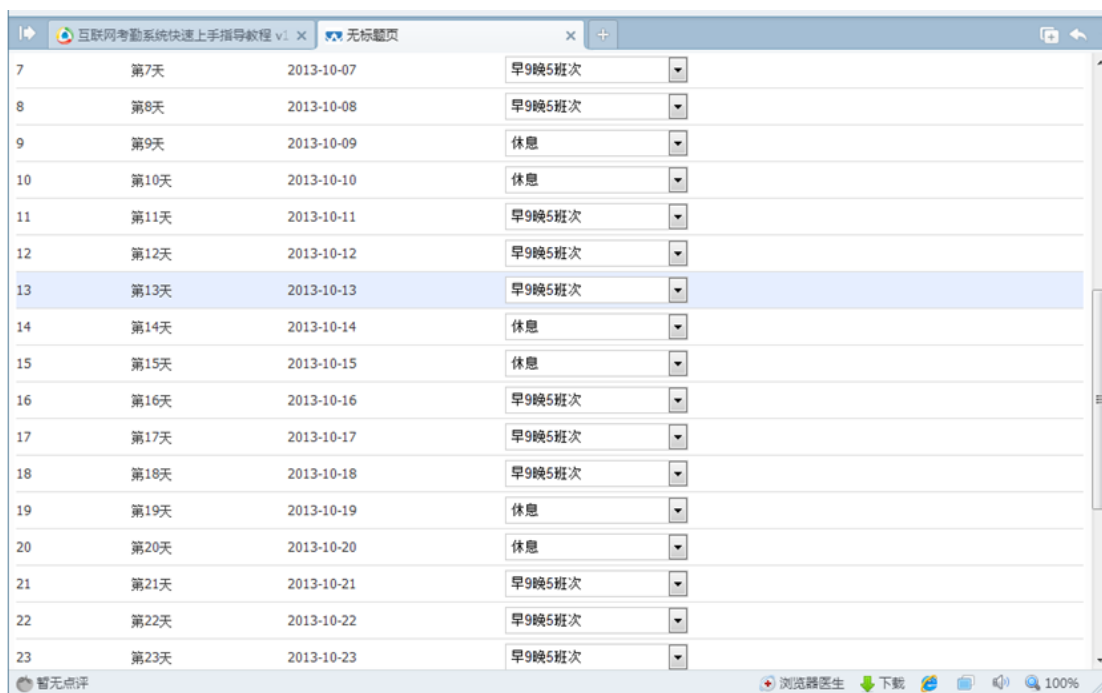 互联网考勤系统快速上手指导教程 v1 无标题页
7 第7天 2013-10-07 早9晚5班次
8 第8天 2013-10-08 早9晚5班次
9 第9天 2013-10-09 休息
10 第10天 2013-10-10 休息
11 第11天 2013-10-11 早9晚5班次
12 第12天 2013-10-12 早9晚5班次
13 第13天 2013-10-13 早9晚5班次
14 第14天 2013-10-14 休息
15 第15天 2013-10-15 休息
16 第16天 2013-10-16 早9晚5班次
17 第17天 2013-10-17 早9晚5班次
18 第18天 2013-10-18 早9晚5班次
19 第19天 2013-10-19 休息
20 第20天 2013-10-20 休息
21 第21天 2013-10-21 早9晚5班次
22 第22天 2013-10-22 早9晚5班次
23 第23天 2013-10-23 早9晚5班次
暂无点评 浏览器医生 下载 100%